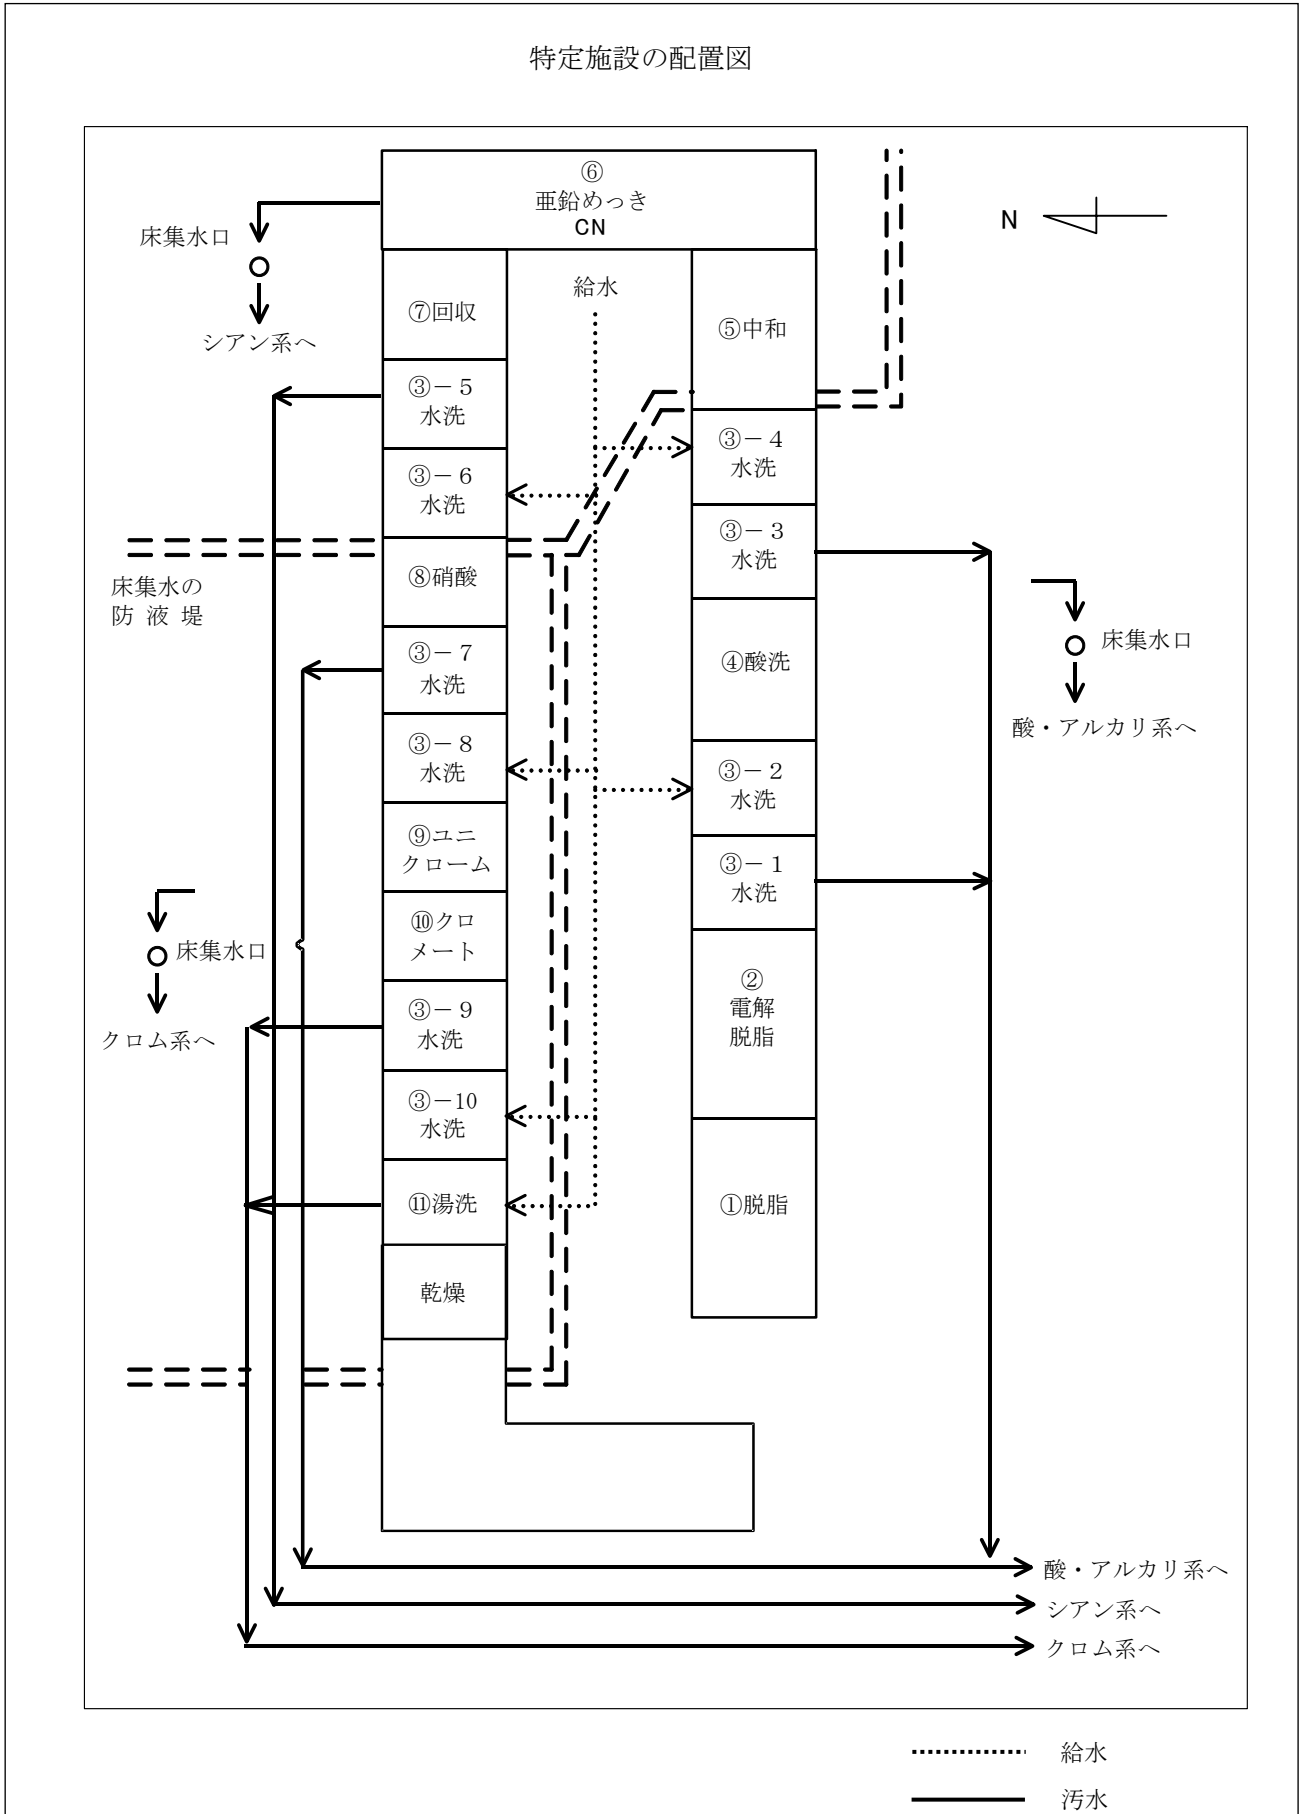 特定施設の配置図
⑥
亜鉛めっき
CN
N
床集水口
シアン系へ
給水
⑦回収
⑤中和
③－５
水洗
③－４
水洗
③－６
水洗
③－３
水洗
床集水の
防 液 堤
⑧硝酸
床集水口
酸・アルカリ系へ
④酸洗
③－７
水洗
③－８
水洗
③－２
水洗
⑨ユニ
クローム
③－１
水洗
⑩クロ
メート
床集水口
クロム系へ
②
電解
脱脂
③－９
水洗
③－10
水洗
⑪湯洗
①脱脂
乾燥
酸・アルカリ系へ
シアン系へ
クロム系へ
給水
汚水